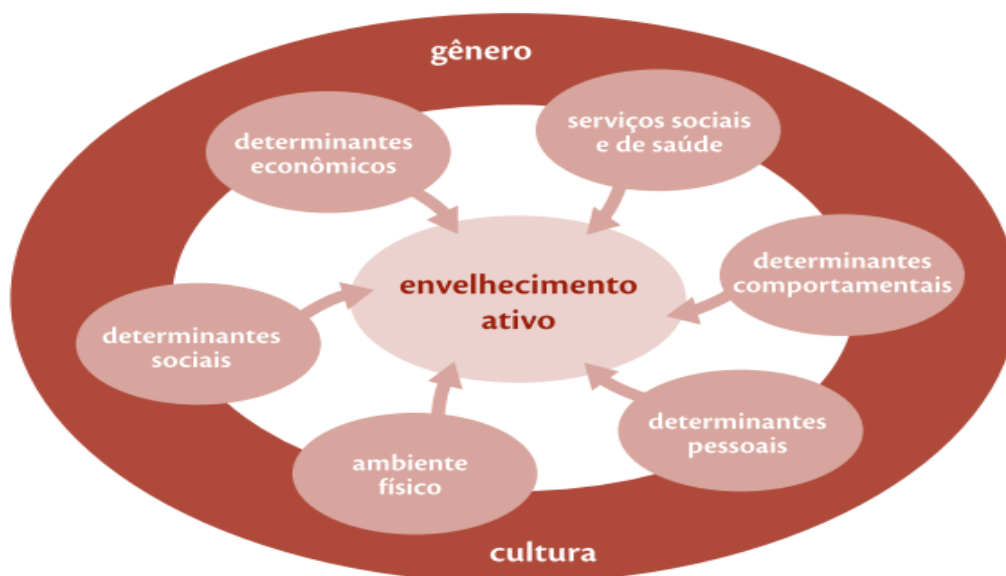 gênero
determinantes
econômicos
serviços sociais
e de saúde
envelhecimento
ativo
determinantes
comportamentais
determinantes
sociais
determinantes
pessoais
ambiente
físico
cultura